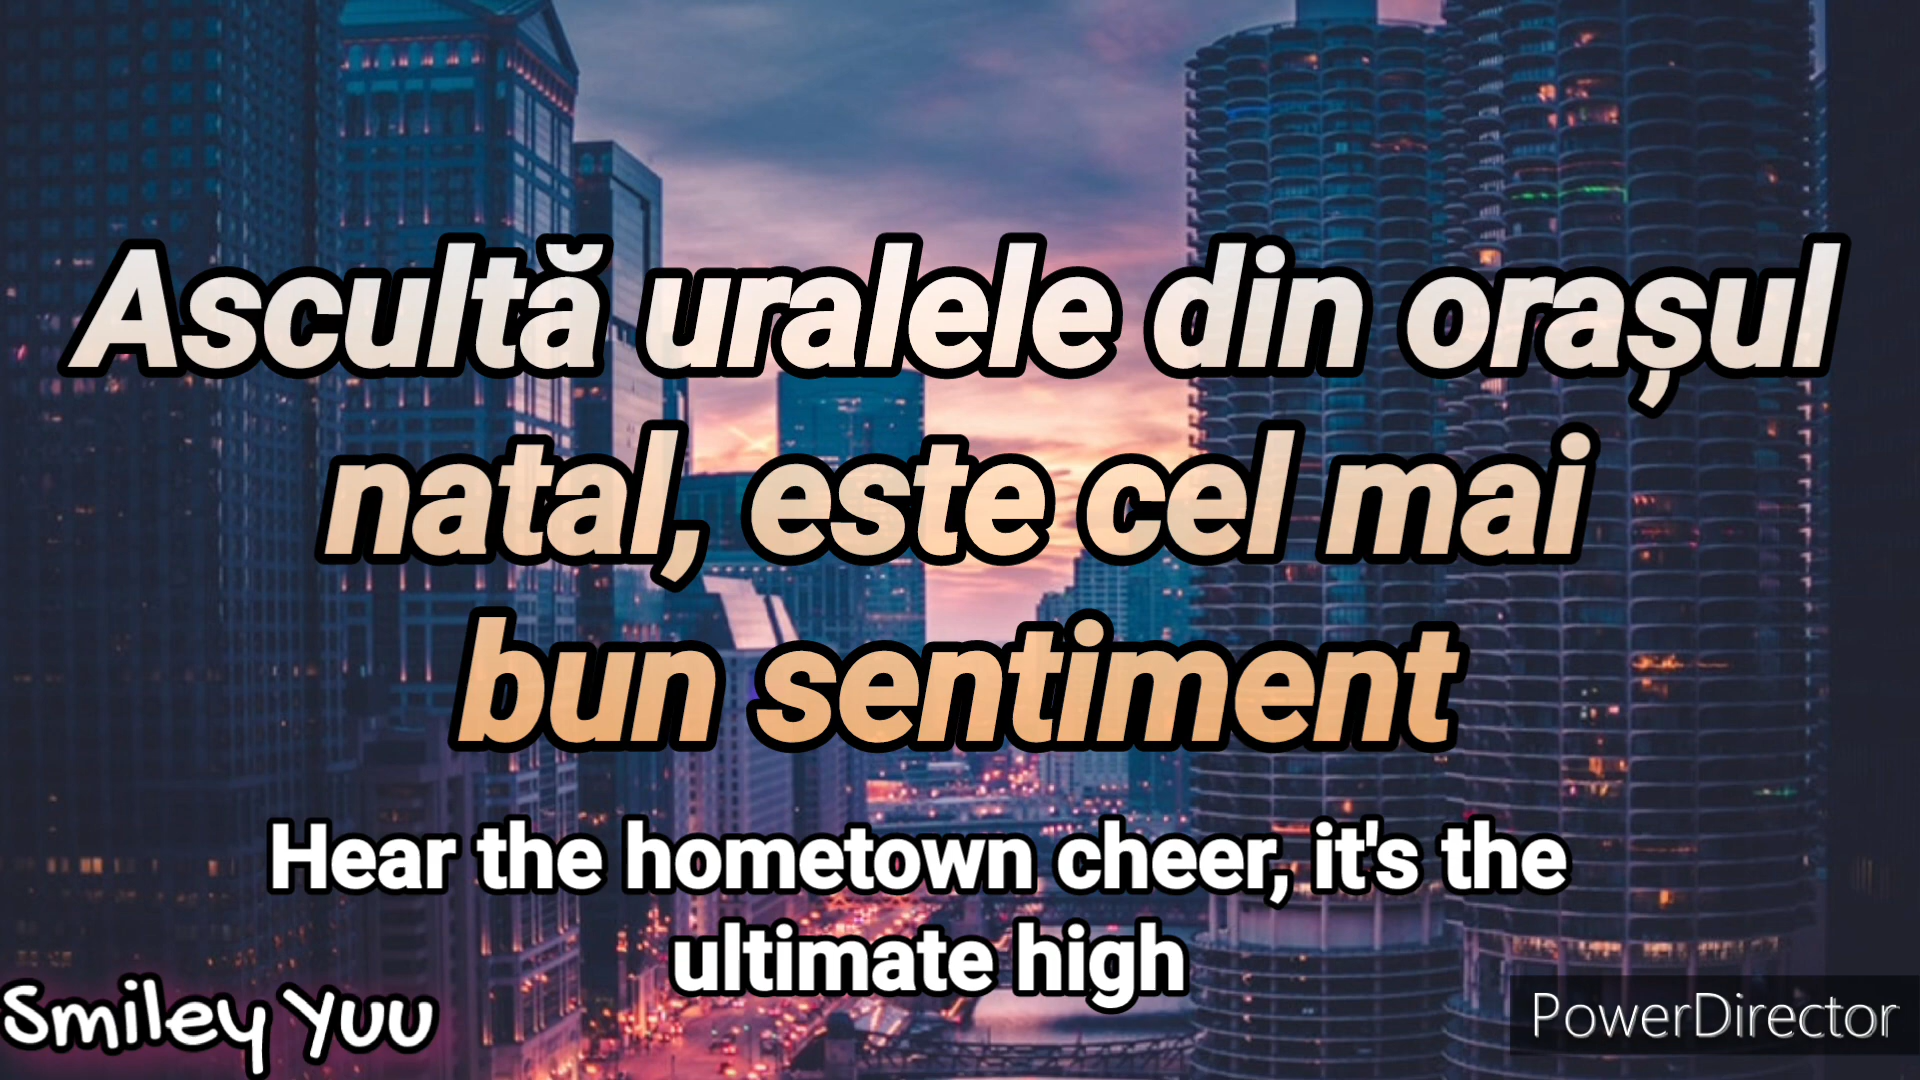 Ascultă uralele din orașul
natal, este cel mai
bun sentiment
Hear the hometown cheer, it's the
ultimate high
Smiley Yuu
PowerDirector